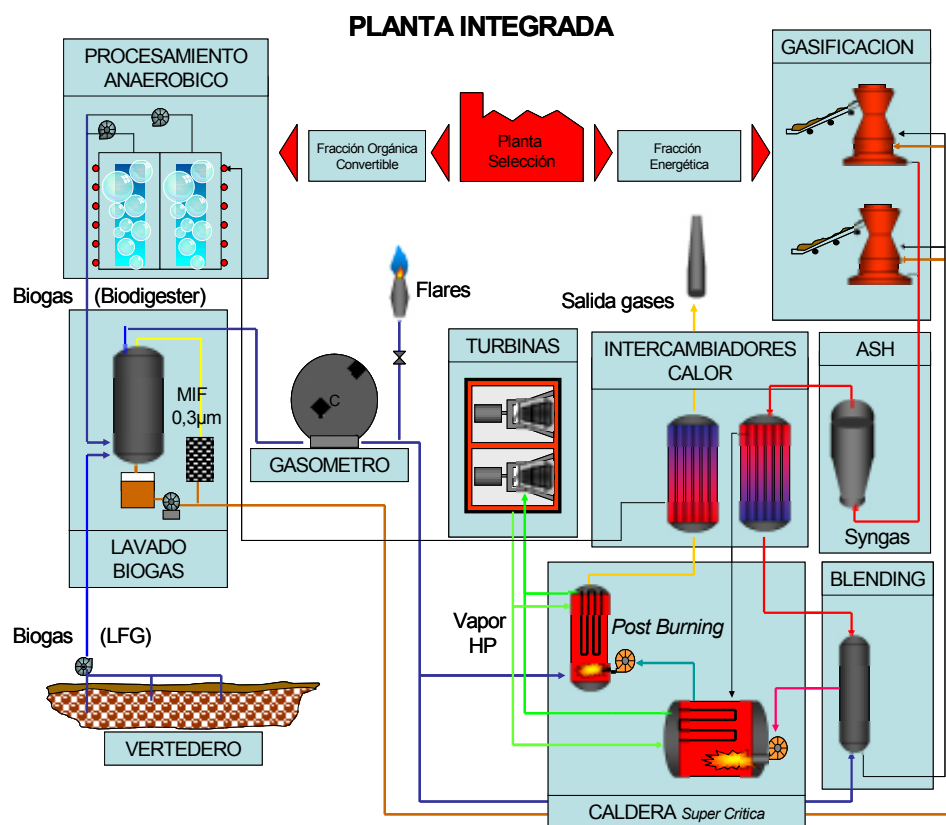 PLANTA INTEGRADA
PROCESAMIENTO
ANAEROBICO
GASIFICACION
Fracción Orgánica
Convertible
Planta
Selección
Fracción
Energética
Biogas (Biodigester)
Flares
Salida gases
MIF
0,3µm
C
GASOMETRO
TURBINAS
INTERCAMBIADORES
CALOR
ASH
Syngas
LAVADO
BIOGAS
BLENDING
Biogas (LFG)
Vapor
HP
Post Burning
VERTEDERO
CALDERA Super Critica